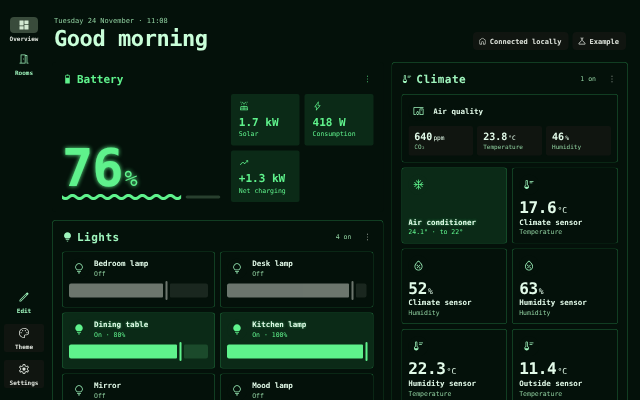 Tuesday 24 November · 11:08
Good morning
Connected locally
Example
Overview
Rooms
Edit
Theme
Settings
Battery
76%
1.7 kW
Solar
418 W
Consumption
+1.3 kW
Net charging
Lights
4 on
Bedroom lamp
Off
Desk lamp
Off
Dining table
On · 80%
Kitchen lamp
On · 100%
Mirror
Off
Mood lamp
Off
Climate
1 on
Air quality
640 ppm
CO₂
23.8 °C
Temperature
46 %
Humidity
Air conditioner
24.1° · to 22°
17.6 °C
Climate sensor
Temperature
52 %
Climate sensor
Humidity
63 %
Humidity sensor
Humidity
22.3 °C
Humidity sensor
Temperature
11.4 °C
Outside sensor
Temperature